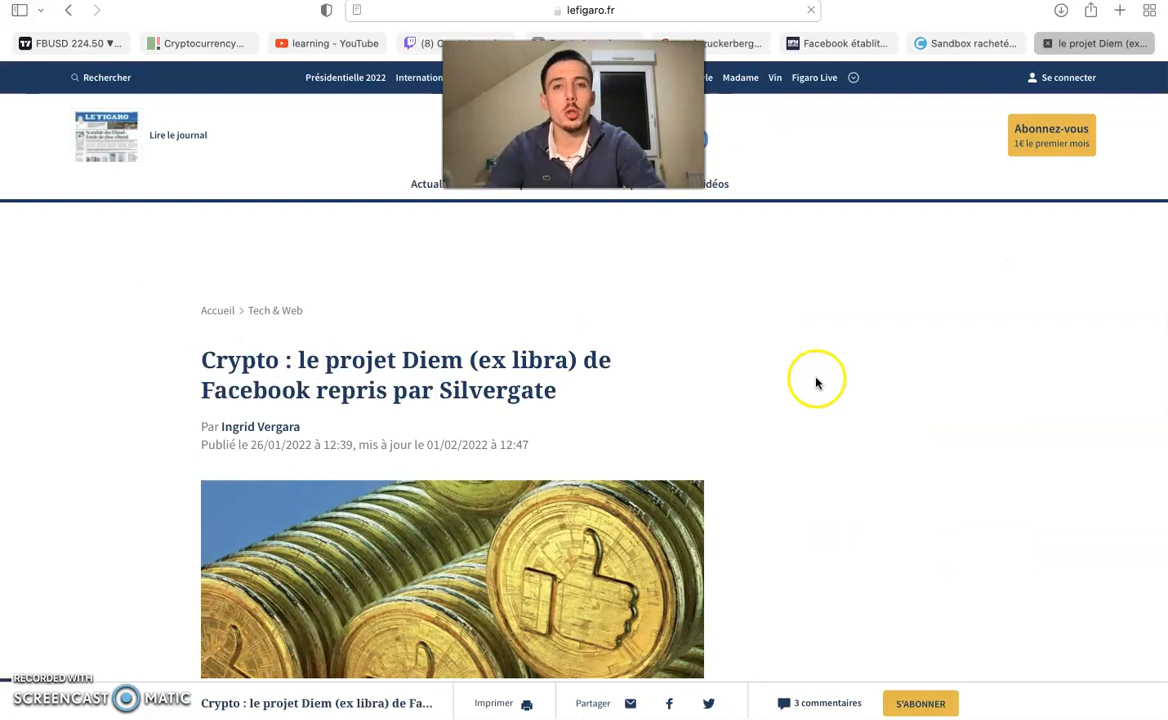 lefigaro.fr
FBUSD 224.50 ▼...
Cryptocurrency...
learning - YouTube
(8)
zuckerberg...
Facebook établit...
Sandbox racheté...
le projet Diem (ex...
Rechercher
Présidentielle 2022
Internation
Madame
Vin
Figaro Live
Se connecter
LE FIGARO
Lire le journal
Abonnez-vous
1€ le premier mois
Actual
idéos
Accueil > Tech & Web
Crypto : le projet Diem (ex libra) de
Facebook repris par Silvergate
Par Ingrid Vergara
Publié le 26/01/2022 à 12:39, mis à jour le 01/02/2022 à 12:47
RECORDED WITH
SCREENCAST MATIC
Crypto : le projet Diem (ex libra) de Fa...
Imprimer
Partager
3 commentaires
S'ABONNER